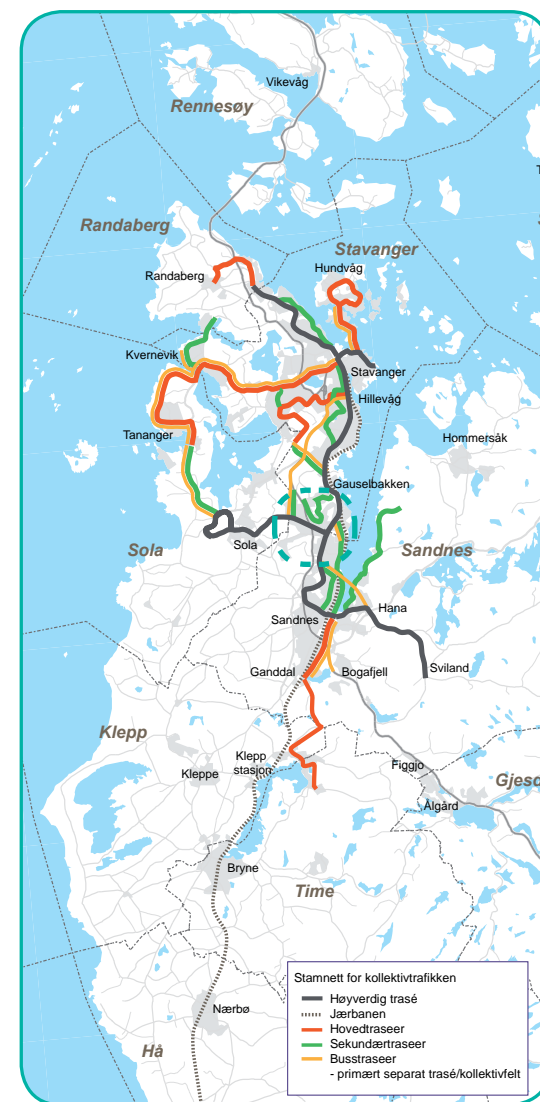 Vikevåg
Rennesøy
Randaberg
Stavanger
Hundvåg
Randaberg
Kvernevik
Stavanger
Hillevåg
Tananger
Hommersåk
Gauselbakken
Sola
Sola
Sandnes
Sandnes
Hana
Ganddal
Bogafjell
Sviland
Klepp
Klepp
stasjon
Kleppe
Figgjo
Gjesd
Ålgård
Bryne
Time
Nærbø
Hå
Stamnett for kollektivtrafikken
Høyverdig trasé
Jærbanen
Hovedtraseer
Sekundærtraseer
Busstraseer
- primært separat trasé/kollektivfelt